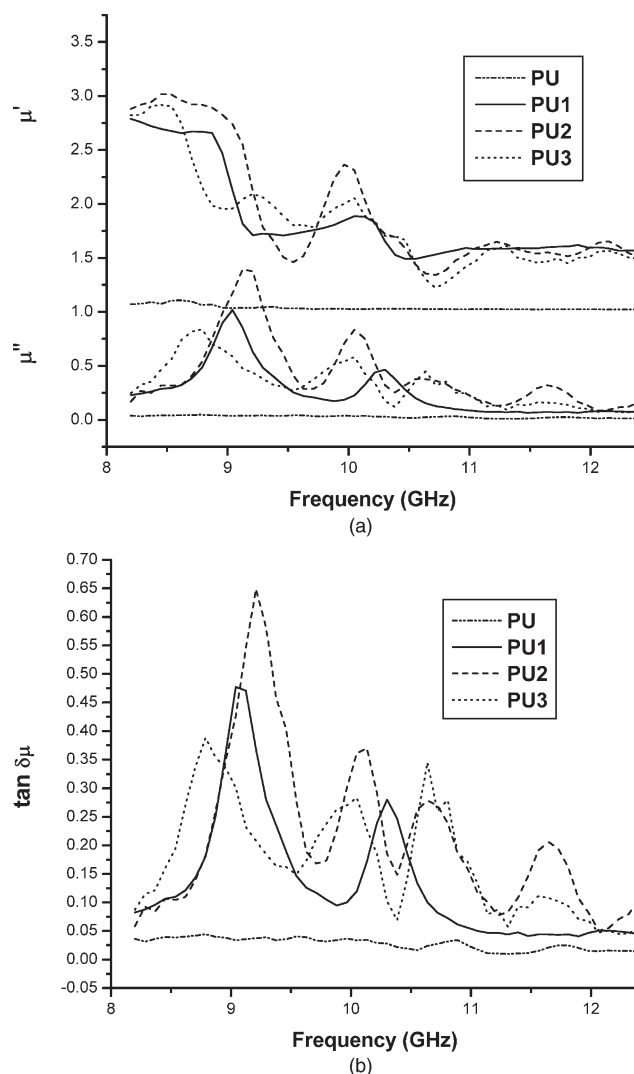 3.5
3.0
2.5
2.0
1.5
1.0
0.5
0.0
μ'
μ"
PU
PU1
PU2
PU3
8 9 10 11 12
Frequency (GHz)
(a)
0.70
0.65
0.60
0.55
0.50
0.45
0.40
0.35
0.30
0.25
0.20
0.15
0.10
0.05
0.00
-0.05
tan δμ
PU
PU1
PU2
PU3
8 9 10 11 12
Frequency (GHz)
(b)